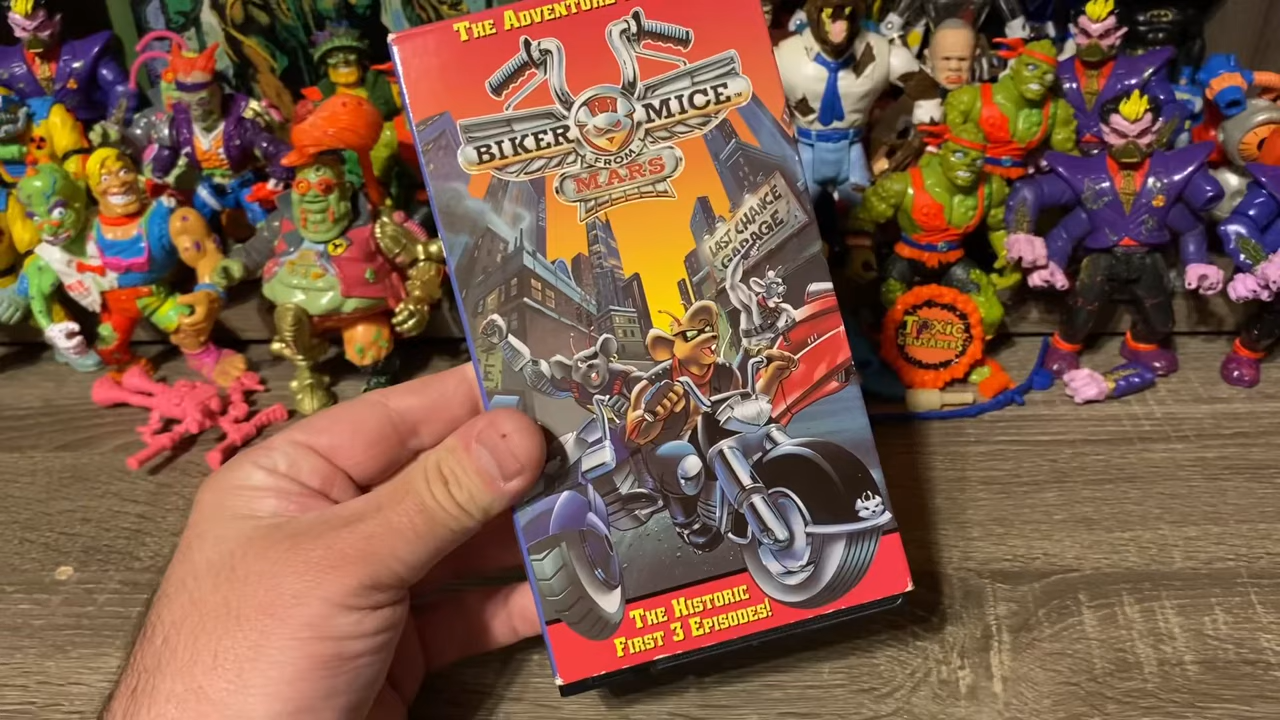 THE ADVENTURE
BIKER MICE
FROM
MARS
LAST CHANCE
GARAGE
TOXIC
CRUSADERS
THE HISTORIC
FIRST 3 EPISODES!